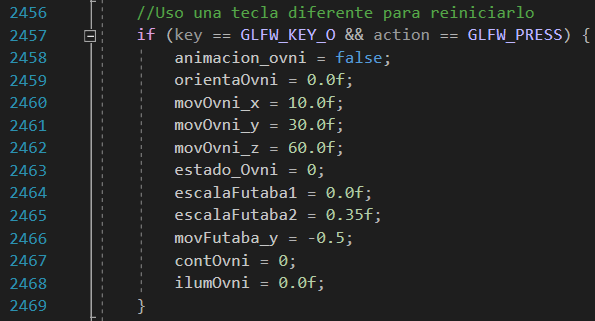 2456 //Uso una tecla diferente para reiniciarlo
2457 if (key == GLFW_KEY_O && action == GLFW_PRESS) {
2458 animacion_ovni = false;
2459 orientaOvni = 0.0f;
2460 movOvni_x = 10.0f;
2461 movOvni_y = 30.0f;
2462 movOvni_z = 60.0f;
2463 estado_Ovni = 0;
2464 escalaFutaba1 = 0.0f;
2465 escalaFutaba2 = 0.35f;
2466 movFutaba_y = -0.5;
2467 contOvni = 0;
2468 ilumOvni = 0.0f;
2469 }